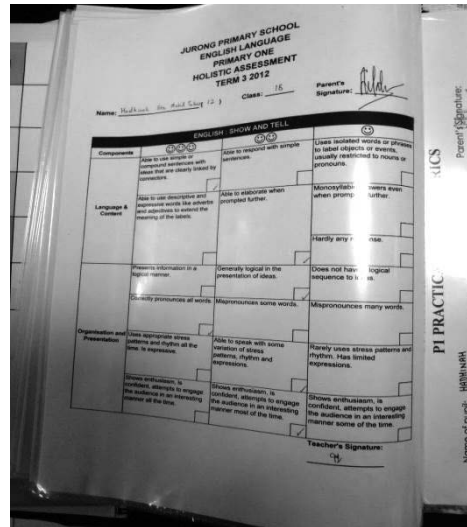 JURONG PRIMARY SCHOOL
ENGLISH LANGUAGE
PRIMARY ONE
HOLISTIC ASSESSMENT
TERM 3 2012
Name:
Class: 1B
Parent's
Signature:
ENGLISH : SHOW AND TELL
Components
Language &
Content
Able to use simple or
compound sentences with
ideas that are clearly linked by
connectors.
Able to respond with simple
sentences.
Uses isolated words or phrases
to label objects or events,
usually restricted to nouns or
pronouns.
Able to use descriptive and
expressive words like adverbs
and adjectives to extend the
meaning of the labels.
Able to elaborate when
prompted further.
Monosyllabic
even
when
further.
Hardly any
Organisation and
Presentation
Presents information in a
logical manner.
Generally logical in the
presentation of ideas.
Does not have logical
sequence to
Correctly pronounces all words.
Mispronounces some words.
Mispronounces many words.
Uses appropriate stress
patterns and rhythm all the
time. Is expressive.
Able to speak with some
variation of stress
patterns, rhythm and
expressions.
Rarely uses stress patterns and
rhythm. Has limited
expressions.
Shows enthusiasm, is
confident, attempts to engage
the audience in an interesting
manner all the time.
Shows enthusiasm, is
confident, attempts to engage
the audience in an interesting
manner most of the time.
Shows enthusiasm, is
confident, attempts to engage
the audience in an interesting
manner some of the time.
Teacher's Signature:
Parent's Signature:
P1 PRACTIC